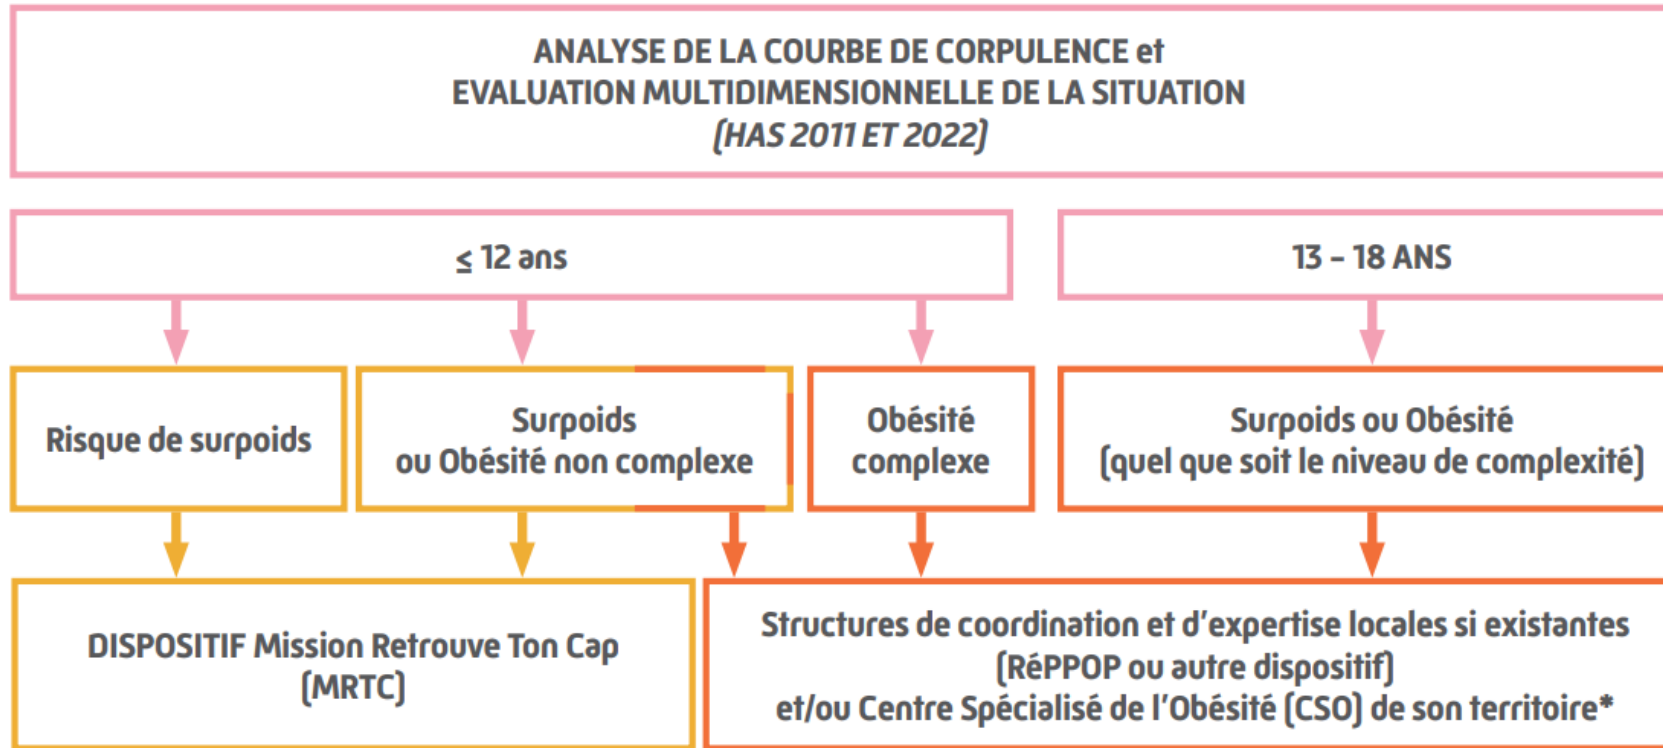 ANALYSE DE LA COURBE DE CORPULENCE et
EVALUATION MULTIDIMENSIONNELLE DE LA SITUATION
(HAS 2011 ET 2022)
≤ 12 ans
13 – 18 ANS
Risque de surpoids
Surpoids
ou Obésité non complexe
Obésité
complexe
Surpoids ou Obésité
(quel que soit le niveau de complexité)
DISPOSITIF Mission Retrouve Ton Cap
(MRTC)
Structures de coordination et d'expertise locales si existantes
(RéPPOP ou autre dispositif)
et/ou Centre Spécialisé de l'Obésité (CSO) de son territoire*